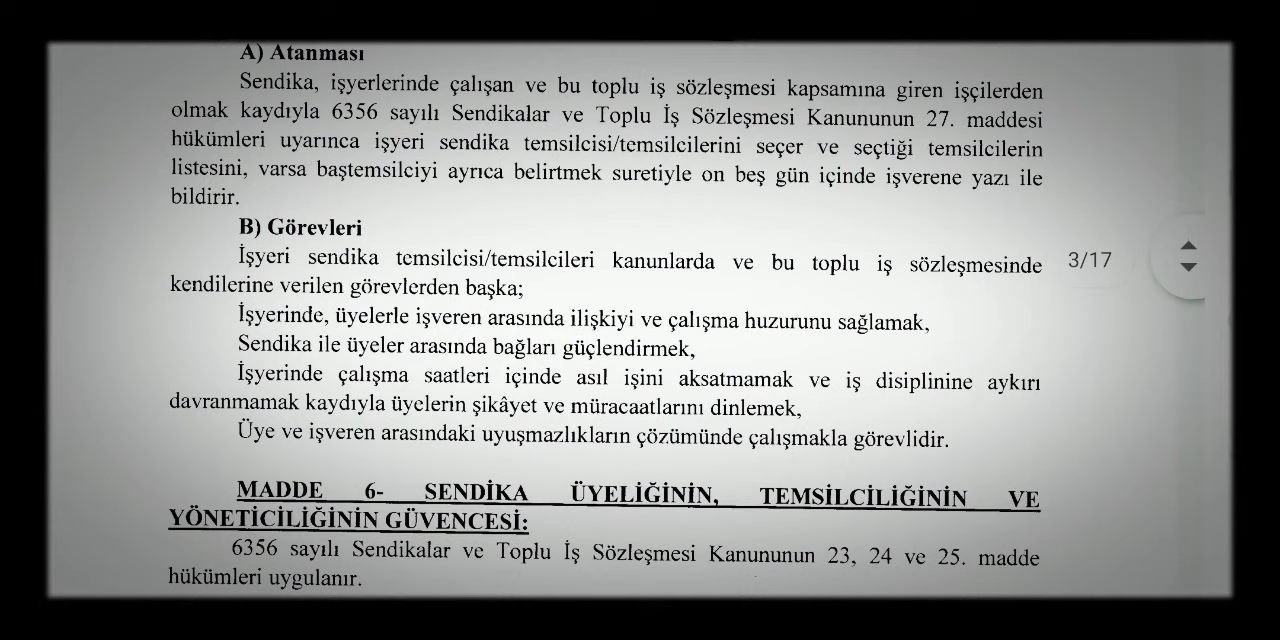 A) Atanması
Sendika, işyerlerinde çalışan ve bu toplu iş sözleşmesi kapsamına giren işçilerden
olmak kaydıyla 6356 sayılı Sendikalar ve Toplu İş Sözleşmesi Kanununun 27. maddesi
hükümleri uyarınca işyeri sendika temsilcisi/temsilcilerini seçer ve seçtiği temsilcilerin
listesini, varsa baştemsilciyi ayrıca belirtmek suretiyle on beş gün içinde işverene yazı ile
bildirir.
B) Görevleri
İşyeri sendika temsilcisi/temsilcileri kanunlarda ve bu toplu iş sözleşmesinde
kendilerine verilen görevlerden başka;
3/17
İşyerinde, üyelerle işveren arasında ilişkiyi ve çalışma huzurunu sağlamak,
Sendika ile üyeler arasında bağları güçlendirmek,
İşyerinde çalışma saatleri içinde asıl işini aksatmamak ve iş disiplinine aykırı
davranmamak kaydıyla üyelerin şikâyet ve müracaatlarını dinlemek,
Üye ve işveren arasındaki uyuşmazlıkların çözümünde çalışmakla görevlidir.
MADDE 6- SENDİKA ÜYELİĞİNİN, TEMSİLCİLİĞİNİN VE
YÖNETİCİLİĞİNİN GÜVENCESİ:
6356 sayılı Sendikalar ve Toplu İş Sözleşmesi Kanununun 23, 24 ve 25. madde
hükümleri uygulanır.